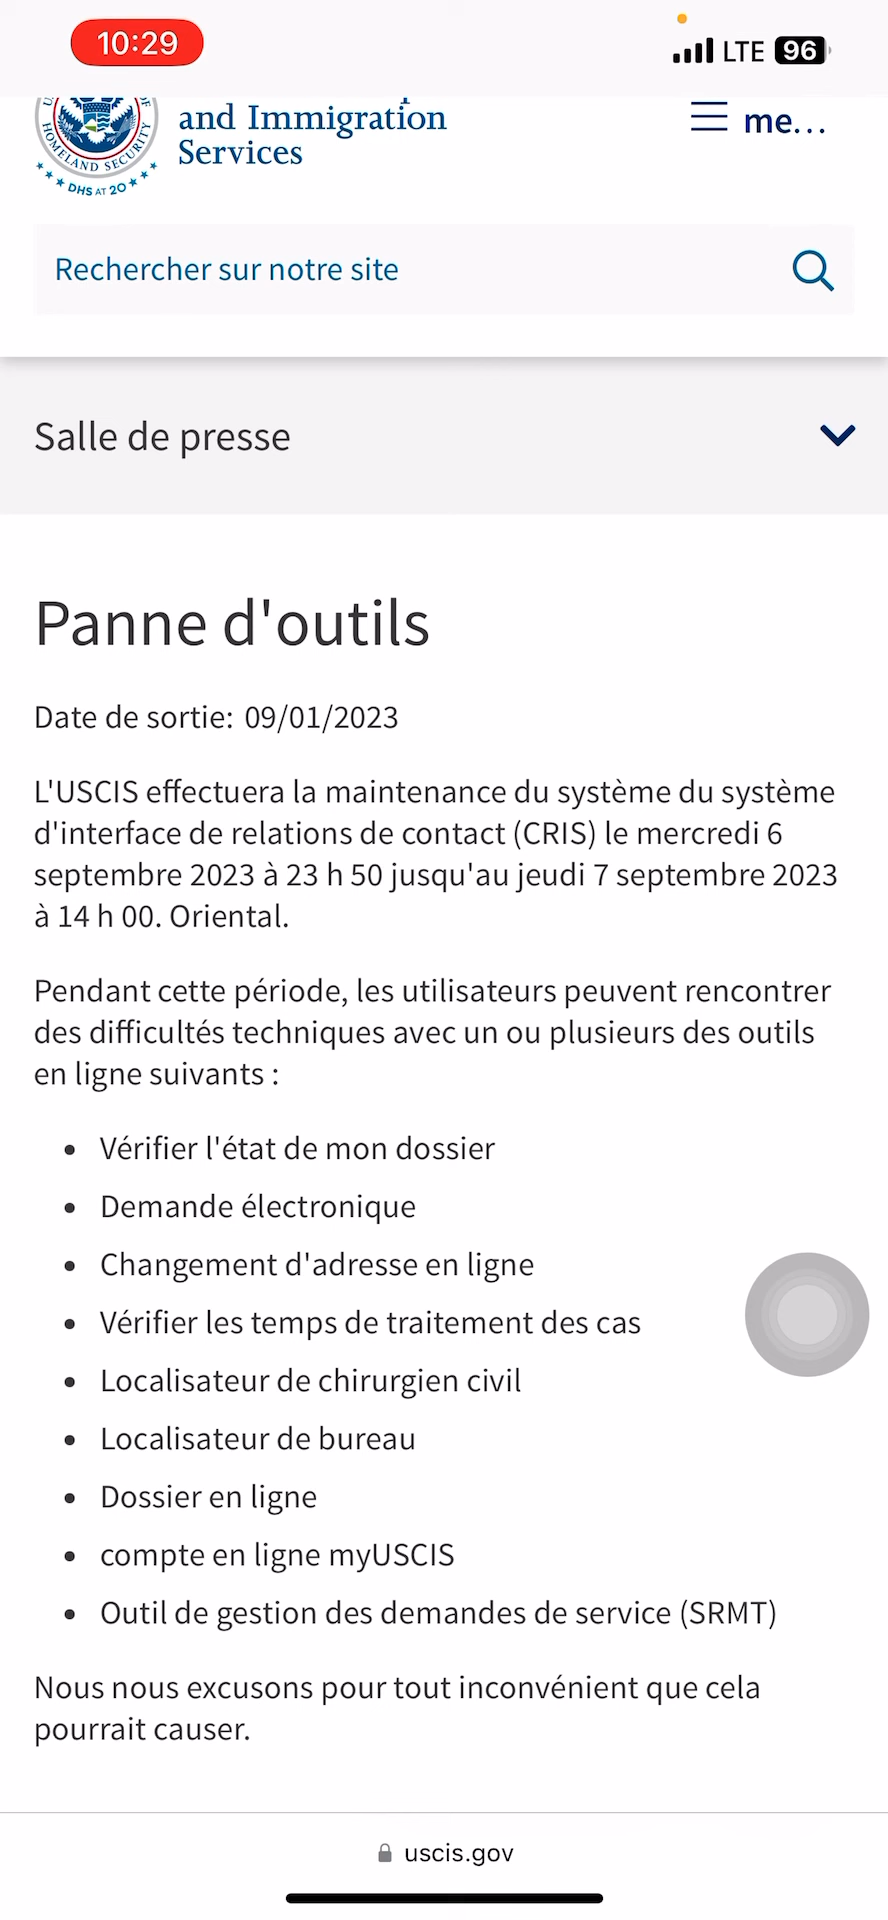 10:29
LTE 96
HOMELAND SECURITY
DHS AT 20
and Immigration
Services
me...
Rechercher sur notre site
Salle de presse
Panne d'outils
Date de sortie: 09/01/2023
L'USCIS effectuera la maintenance du système du système
d'interface de relations de contact (CRIS) le mercredi 6
septembre 2023 à 23 h 50 jusqu'au jeudi 7 septembre 2023
à 14 h 00. Oriental.
Pendant cette période, les utilisateurs peuvent rencontrer
des difficultés techniques avec un ou plusieurs des outils
en ligne suivants :
• Vérifier l'état de mon dossier
• Demande électronique
• Changement d'adresse en ligne
• Vérifier les temps de traitement des cas
• Localisateur de chirurgien civil
• Localisateur de bureau
• Dossier en ligne
• compte en ligne myUSCIS
• Outil de gestion des demandes de service (SRMT)
Nous nous excusons pour tout inconvénient que cela
pourrait causer.
uscis.gov